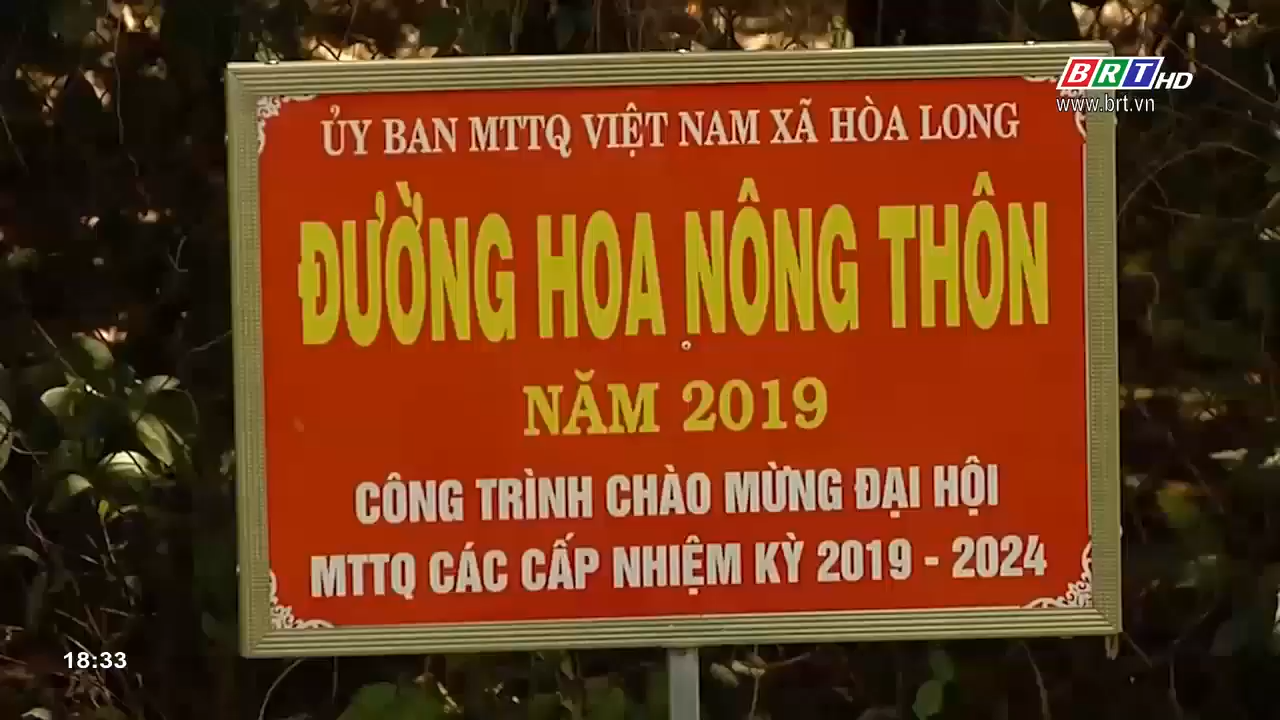 BRT HD
www.brt.vn
ỦY BAN MTTQ VIỆT NAM XÃ HÒA LONG
ĐƯỜNG HOA NÔNG THÔN
NĂM 2019
CÔNG TRÌNH CHÀO MỪNG ĐẠI HỘI
MTTQ CÁC CẤP NHIỆM KỲ 2019 - 2024
18:33